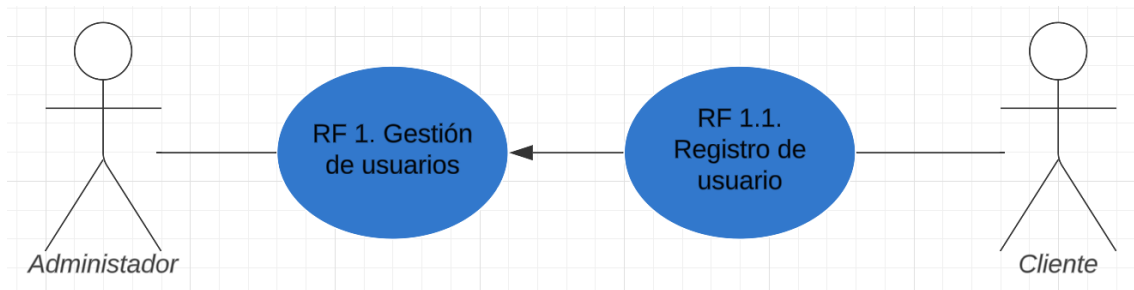 RF 1. Gestión
de usuarios
RF 1.1.
Registro de
usuario
Administador
Cliente